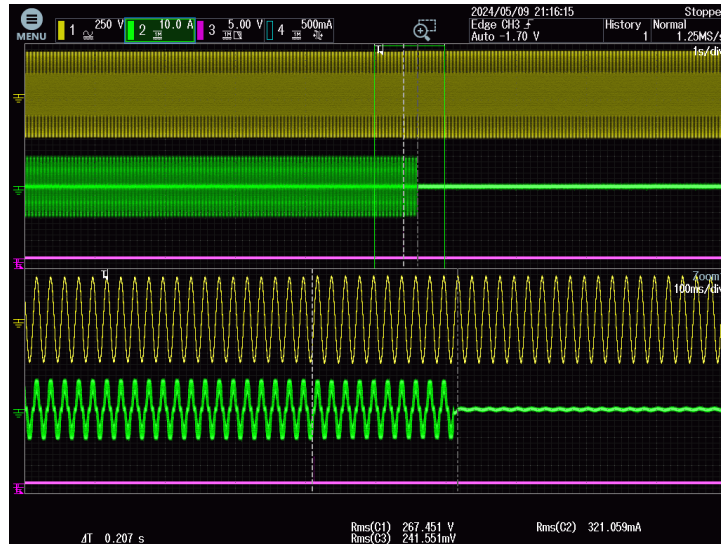 2024/05/09 21:16:15 Stoppe
MENU 1 250 V 2 10.0 A 3 5.00 V 4 500mA Edge CH3 History Normal
Auto -1.70 V 1 1.25MS/s
1s/div
Zoom
100ms/div
Rms(C1) 267.451 V Rms(C2) 321.059mA
ΔT 0.207 s Rms(C3) 241.551mV